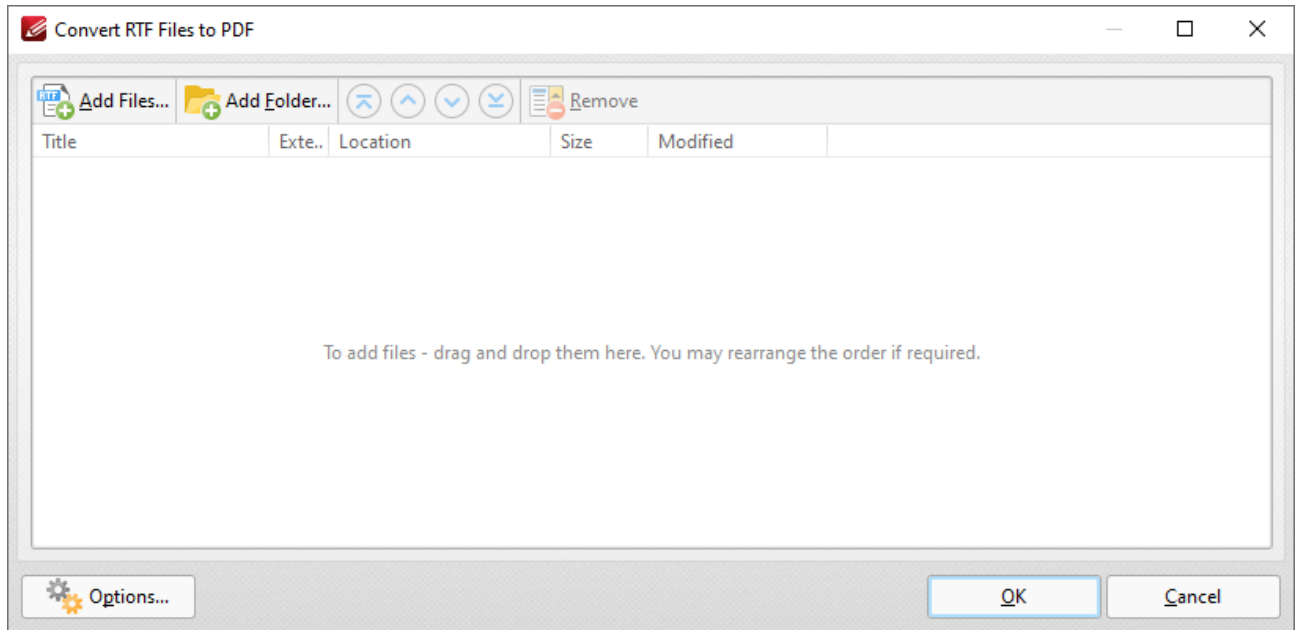 Convert RTF Files to PDF
RTF Add Files... Add Folder... Remove
Title Exte.. Location Size Modified
To add files - drag and drop them here. You may rearrange the order if required.
Options... OK Cancel